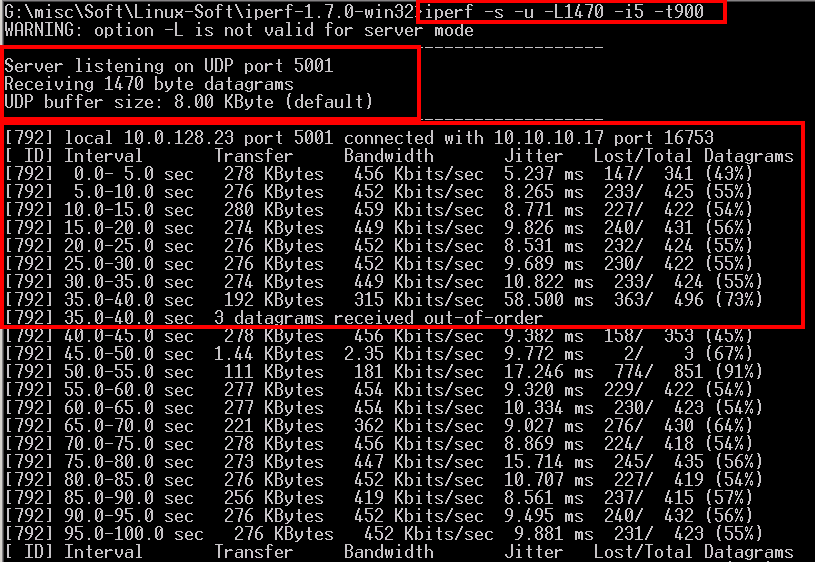 G:\misc\Soft\Linux-Soft\iperf-1.7.0-win32>iperf -s -u -L1470 -i5 -t900
WARNING: option -L is not valid for server mode
------------------------------------------------------------
Server listening on UDP port 5001
Receiving 1470 byte datagrams
UDP buffer size: 8.00 KByte (default)
------------------------------------------------------------
[792] local 10.0.128.23 port 5001 connected with 10.10.10.17 port 16753
[ ID] Interval       Transfer     Bandwidth       Jitter   Lost/Total Datagrams
[792]  0.0- 5.0 sec   278 KBytes   456 Kbits/sec  5.237 ms  147/  341 (43%)
[792]  5.0-10.0 sec   276 KBytes   452 Kbits/sec  8.265 ms  233/  425 (55%)
[792] 10.0-15.0 sec   280 KBytes   459 Kbits/sec  8.771 ms  227/  422 (54%)
[792] 15.0-20.0 sec   274 KBytes   449 Kbits/sec  9.826 ms  240/  431 (56%)
[792] 20.0-25.0 sec   276 KBytes   452 Kbits/sec  8.531 ms  232/  424 (55%)
[792] 25.0-30.0 sec   276 KBytes   452 Kbits/sec  9.689 ms  230/  422 (55%)
[792] 30.0-35.0 sec   274 KBytes   449 Kbits/sec  10.822 ms  233/  424 (55%)
[792] 35.0-40.0 sec   192 KBytes   315 Kbits/sec  58.500 ms  363/  496 (73%)
[792] 35.0-40.0 sec  3 datagrams received out-of-order
[792] 40.0-45.0 sec   278 KBytes   456 Kbits/sec  9.382 ms  158/  353 (45%)
[792] 45.0-50.0 sec  1.44 KBytes  2.35 Kbits/sec  9.772 ms    2/    3 (67%)
[792] 50.0-55.0 sec   111 KBytes   181 Kbits/sec  17.246 ms  774/  851 (91%)
[792] 55.0-60.0 sec   277 KBytes   454 Kbits/sec  9.320 ms  229/  422 (54%)
[792] 60.0-65.0 sec   277 KBytes   454 Kbits/sec  10.334 ms  230/  423 (54%)
[792] 65.0-70.0 sec   221 KBytes   362 Kbits/sec  9.027 ms  276/  430 (64%)
[792] 70.0-75.0 sec   278 KBytes   456 Kbits/sec  8.869 ms  224/  418 (54%)
[792] 75.0-80.0 sec   273 KBytes   447 Kbits/sec  15.714 ms  245/  435 (56%)
[792] 80.0-85.0 sec   276 KBytes   452 Kbits/sec  10.707 ms  227/  419 (54%)
[792] 85.0-90.0 sec   256 KBytes   419 Kbits/sec  8.561 ms  237/  415 (57%)
[792] 90.0-95.0 sec   276 KBytes   452 Kbits/sec  9.495 ms  240/  432 (56%)
[792] 95.0-100.0 sec   276 KBytes   452 Kbits/sec  9.881 ms  231/  423 (55%)
[ ID] Interval       Transfer     Bandwidth       Jitter   Lost/Total Datagrams